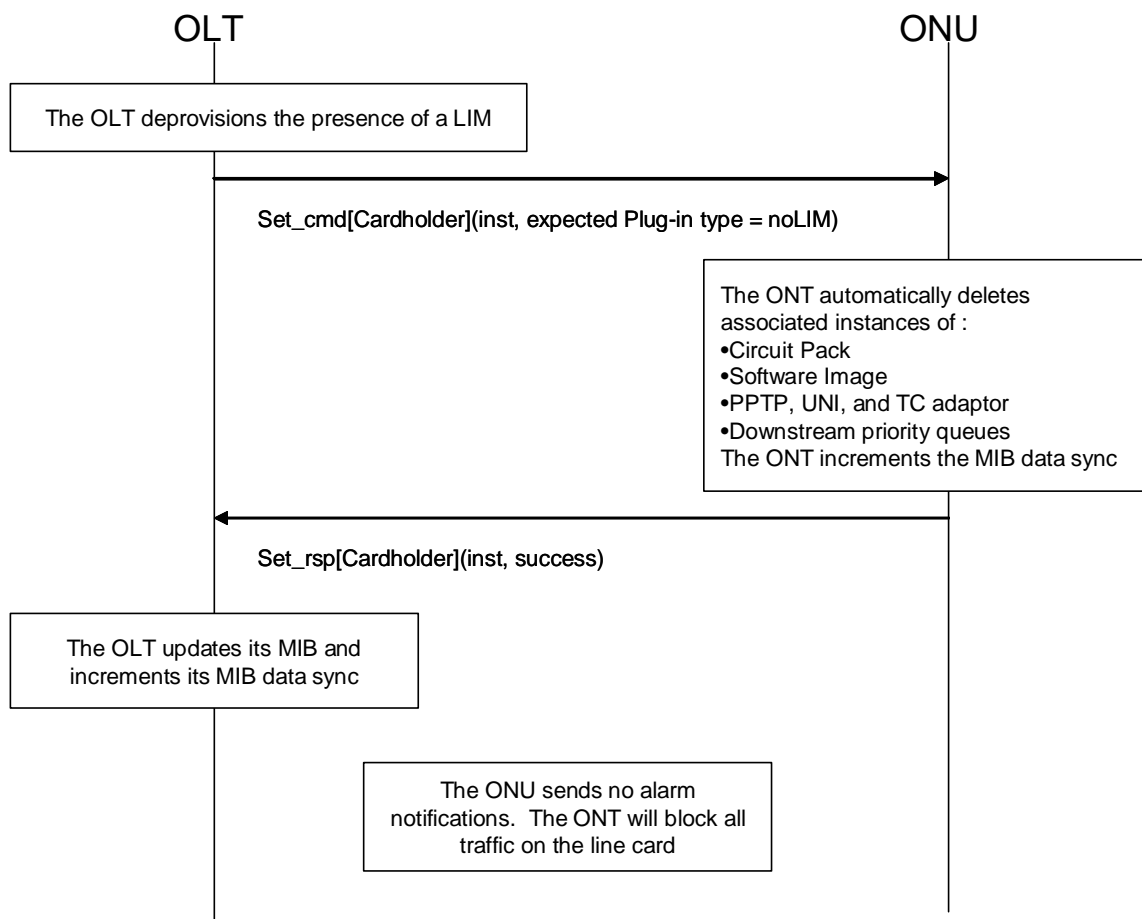 OLT
ONU
The OLT deprovisions the presence of a LIM
Set_cmd[Cardholder](inst, expected Plug-in type = noLIM)
The ONT automatically deletes
associated instances of :
•Circuit Pack
•Software Image
•PPTP, UNI, and TC adaptor
•Downstream priority queues
The ONT increments the MIB data sync
Set_rsp[Cardholder](inst, success)
The OLT updates its MIB and
increments its MIB data sync
The ONU sends no alarm
notifications.  The ONT will block all
traffic on the line card